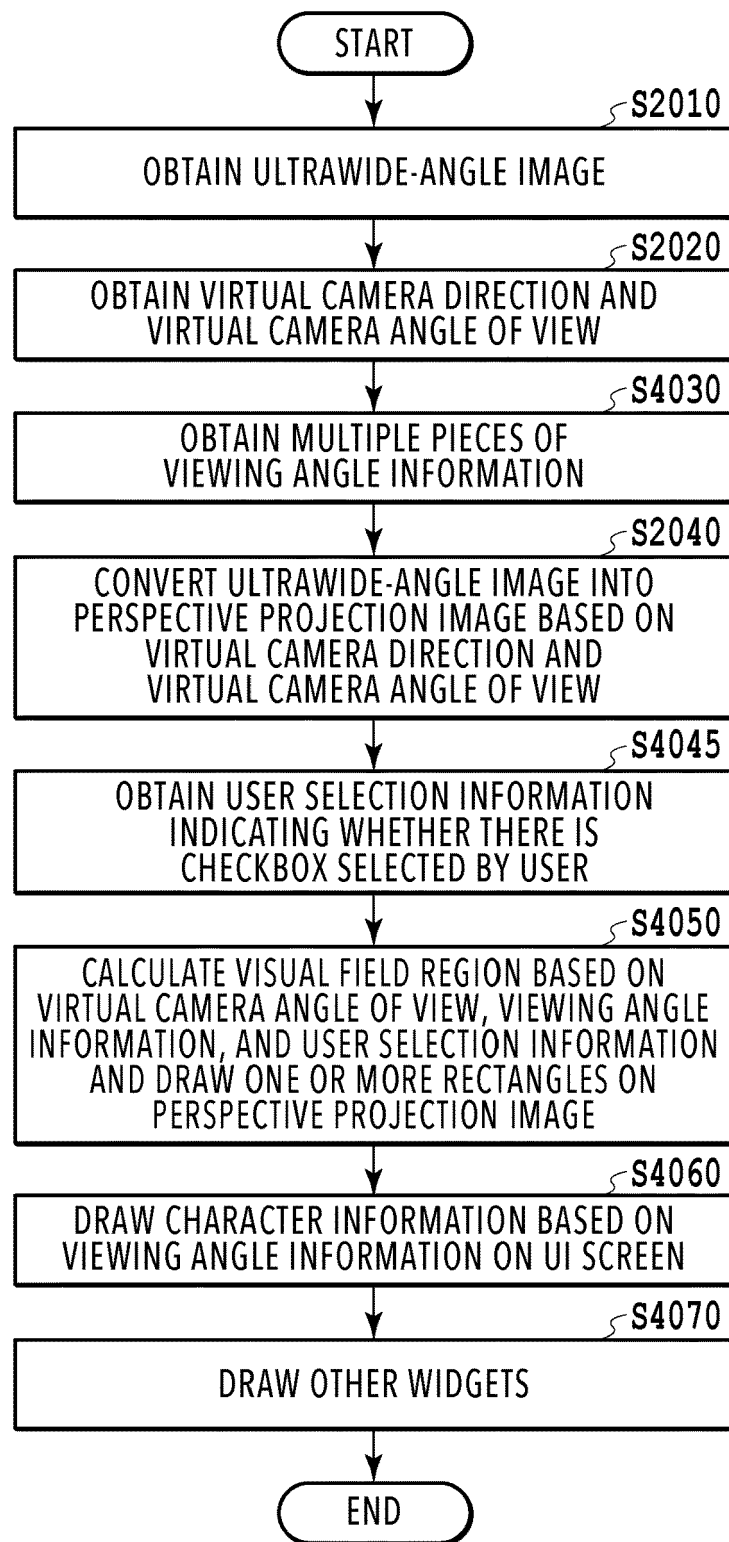 START
S2010
OBTAIN ULTRAWIDE-ANGLE IMAGE
S2020
OBTAIN VIRTUAL CAMERA DIRECTION AND
VIRTUAL CAMERA ANGLE OF VIEW
S4030
OBTAIN MULTIPLE PIECES OF
VIEWING ANGLE INFORMATION
S2040
CONVERT ULTRAWIDE-ANGLE IMAGE INTO
PERSPECTIVE PROJECTION IMAGE BASED ON
VIRTUAL CAMERA DIRECTION AND
VIRTUAL CAMERA ANGLE OF VIEW
S4045
OBTAIN USER SELECTION INFORMATION
INDICATING WHETHER THERE IS
CHECKBOX SELECTED BY USER
S4050
CALCULATE VISUAL FIELD REGION BASED ON
VIRTUAL CAMERA ANGLE OF VIEW, VIEWING ANGLE
INFORMATION, AND USER SELECTION INFORMATION
AND DRAW ONE OR MORE RECTANGLES ON
PERSPECTIVE PROJECTION IMAGE
S4060
DRAW CHARACTER INFORMATION BASED ON
VIEWING ANGLE INFORMATION ON UI SCREEN
S4070
DRAW OTHER WIDGETS
END